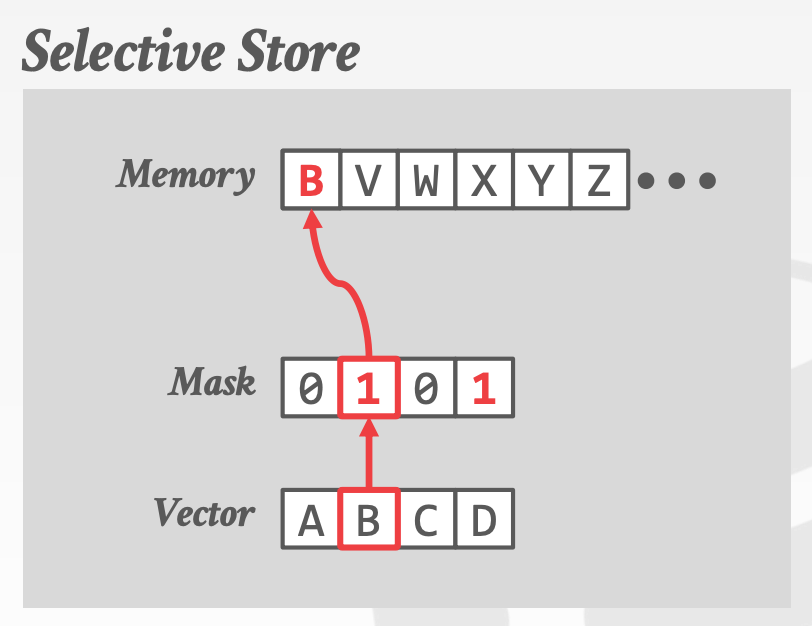 Selective Store
Memory B V W X Y Z •••
Mask 0 1 0 1
Vector A B C D